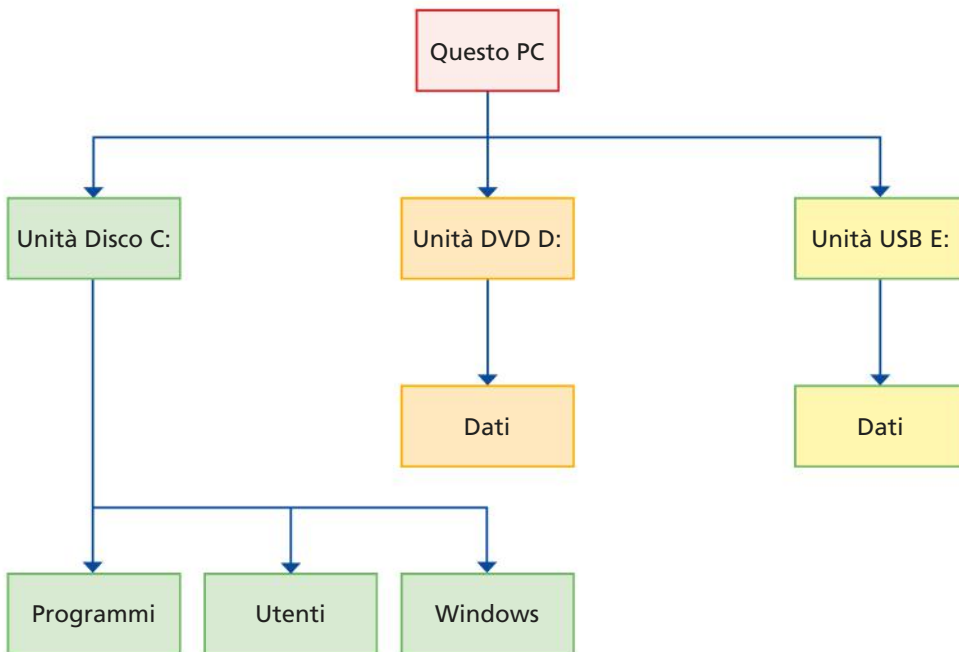 Questo PC
Unità Disco C:
Unità DVD D:
Unità USB E:
Dati
Dati
Programmi
Utenti
Windows